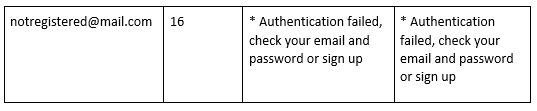 notregistered@mail.com
16
* Authentication failed,
check your email and
password or sign up
* Authentication
failed, check your
email and password
or sign up